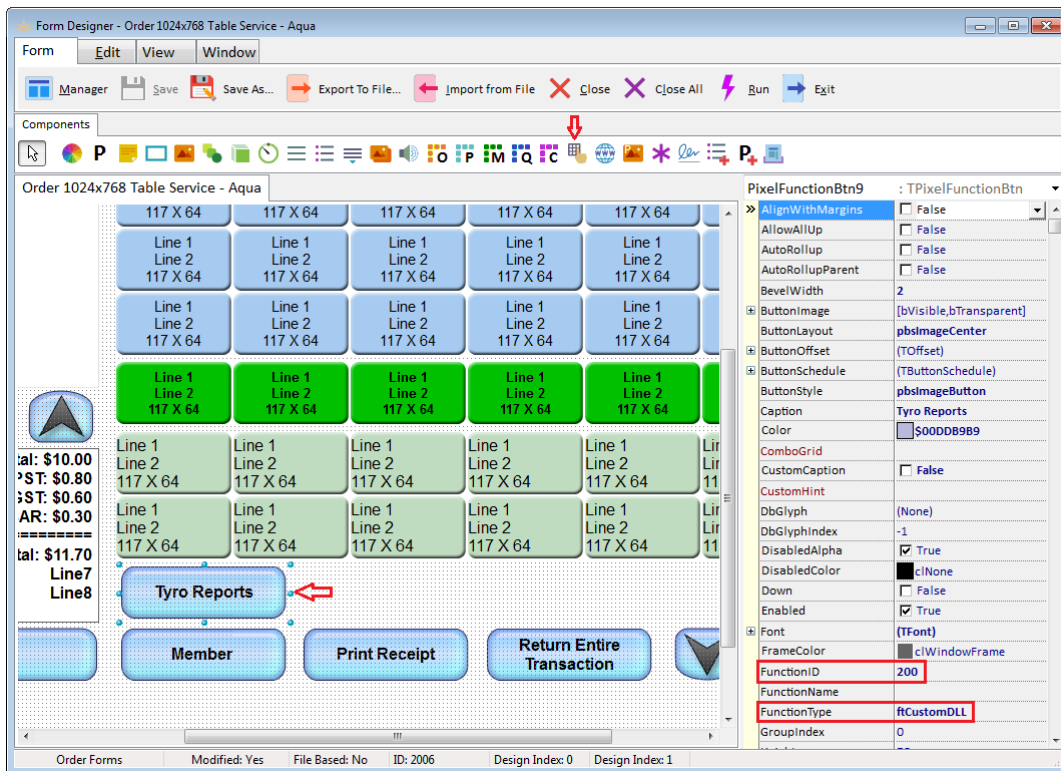 Form Designer - Order 1024x768 Table Service - Aqua
Form Edit View Window
Manager Save Save As... Export To File... Import from File Close Close All Run Exit
Components
P O P M Q C P
Order 1024x768 Table Service - Aqua
PixelFunctionBtn9 : TPixelFunctionBtn
117 X 64 117 X 64 117 X 64 117 X 64 117 X 64
Line 1 Line 1 Line 1 Line 1 Line 1
Line 2 Line 2 Line 2 Line 2 Line 2
117 X 64 117 X 64 117 X 64 117 X 64 117 X 64
Line 1 Line 1 Line 1 Line 1 Line 1
Line 2 Line 2 Line 2 Line 2 Line 2
117 X 64 117 X 64 117 X 64 117 X 64 117 X 64
Line 1 Line 1 Line 1 Line 1 Line 1
Line 2 Line 2 Line 2 Line 2 Line 2
117 X 64 117 X 64 117 X 64 117 X 64 117 X 64
Line 1 Line 1 Line 1 Line 1 Line 1 Lir
Line 2 Line 2 Line 2 Line 2 Line 2 Lir
117 X 64 117 X 64 117 X 64 117 X 64 117 X 64 11
Line 1 Line 1 Line 1 Line 1 Line 1 Lir
Line 2 Line 2 Line 2 Line 2 Line 2 Lir
117 X 64 117 X 64 117 X 64 117 X 64 117 X 64 11
tal: $10.00
PST: $0.80
SST: $0.60
AR: $0.30
=========
tal: $11.70
Line7
Line8
Tyro Reports
Member Print Receipt Return Entire
Transaction
AlignWithMargins False
AllowAllUp False
AutoRollup False
AutoRollupParent False
BevelWidth 2
ButtonImage [bVisible,bTransparent]
ButtonLayout pbsImageCenter
ButtonOffset (TOffset)
ButtonSchedule (TButtonSchedule)
ButtonStyle pbsImageButton
Caption Tyro Reports
Color $00DDB9B9
ComboGrid
CustomCaption False
CustomHint
DbGlyph (None)
DbGlyphIndex -1
DisabledAlpha True
DisabledColor clNone
Down False
Enabled True
Font (TFont)
FrameColor clWindowFrame
FunctionID 200
FunctionName
FunctionType ftCustomDLL
GroupIndex 0
Order Forms Modified: Yes File Based: No ID: 2006 Design Index: 0 Design Index: 1